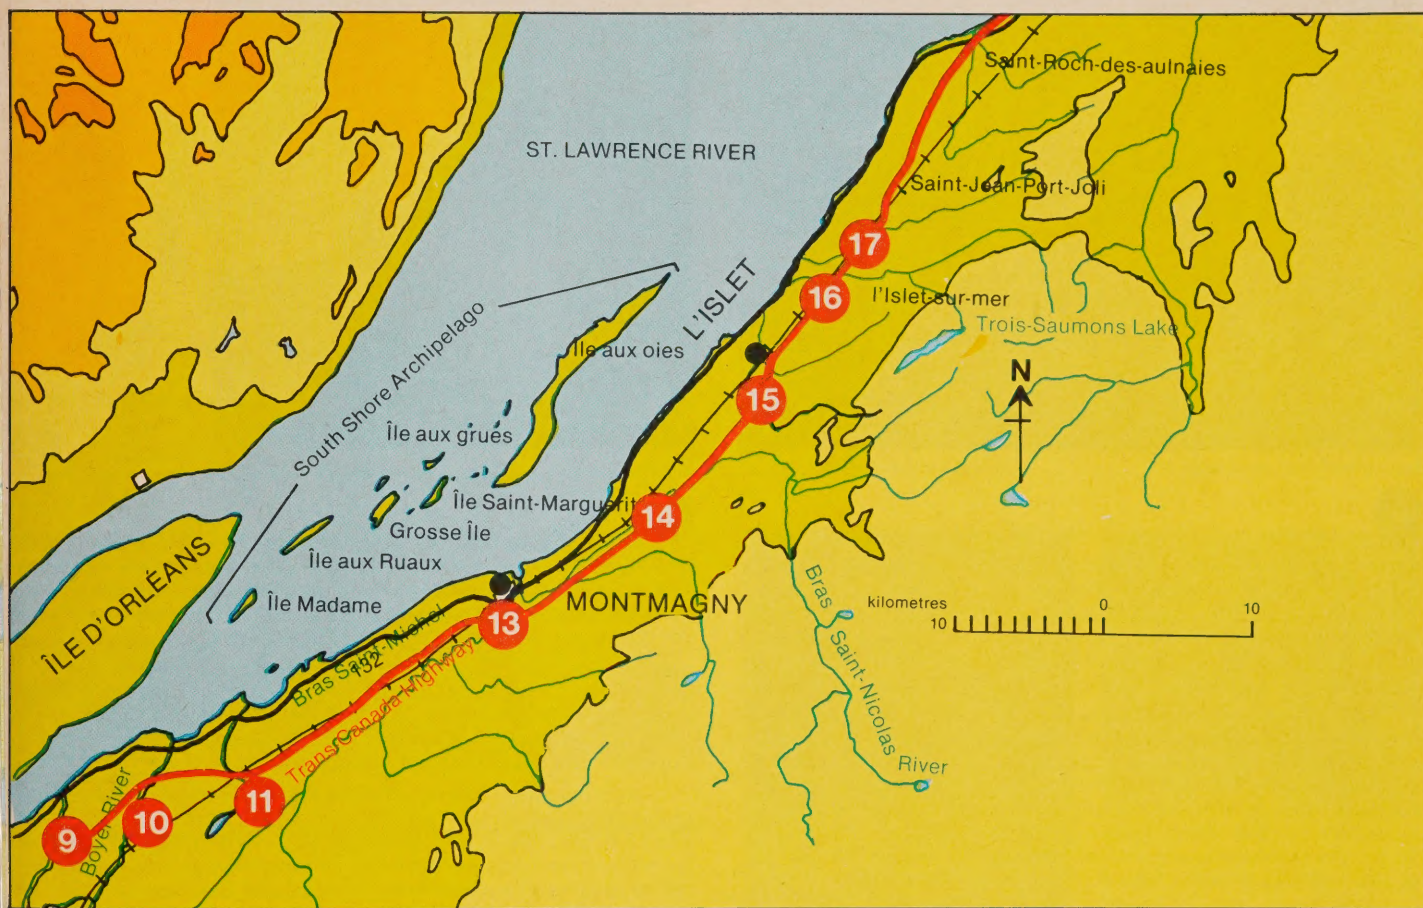 Saint-Roch-des-aulnaies
ST. LAWRENCE RIVER
Saint-Jean-Port-Joli
17
L'ISLET
16
l'Islet-sur-mer
South Shore Archipelago
Trois-Saumons Lake
Île aux oies
N
15
Île aux grues
Île Saint-Marguerit
14
Grosse Île
Île aux Ruaux
ÎLE D'ORLÉANS
Île Madame
MONTMAGNY
13
Bras Saint-Nicolas River
kilometres
10 0 10
Bras Saint-Michel
132
Trans Canada Highway
11
10
9
Boyer River